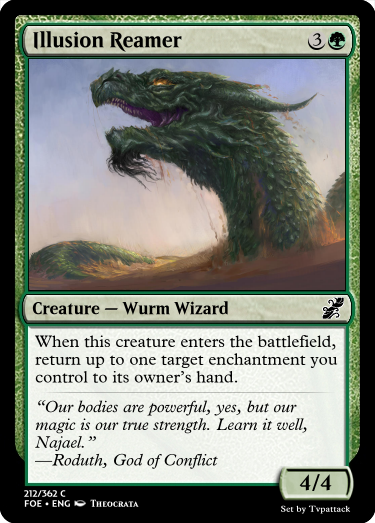 Illusion Reamer 3
Creature — Wurm Wizard
When this creature enters the battlefield,
return up to one target enchantment you
control to its owner's hand.
“Our bodies are powerful, yes, but our
magic is our true strength. Learn it well,
Najael.”
—Roduth, God of Conflict
4/4
212/362 C
FOE • ENG Theocrata
Set by Tvpattack